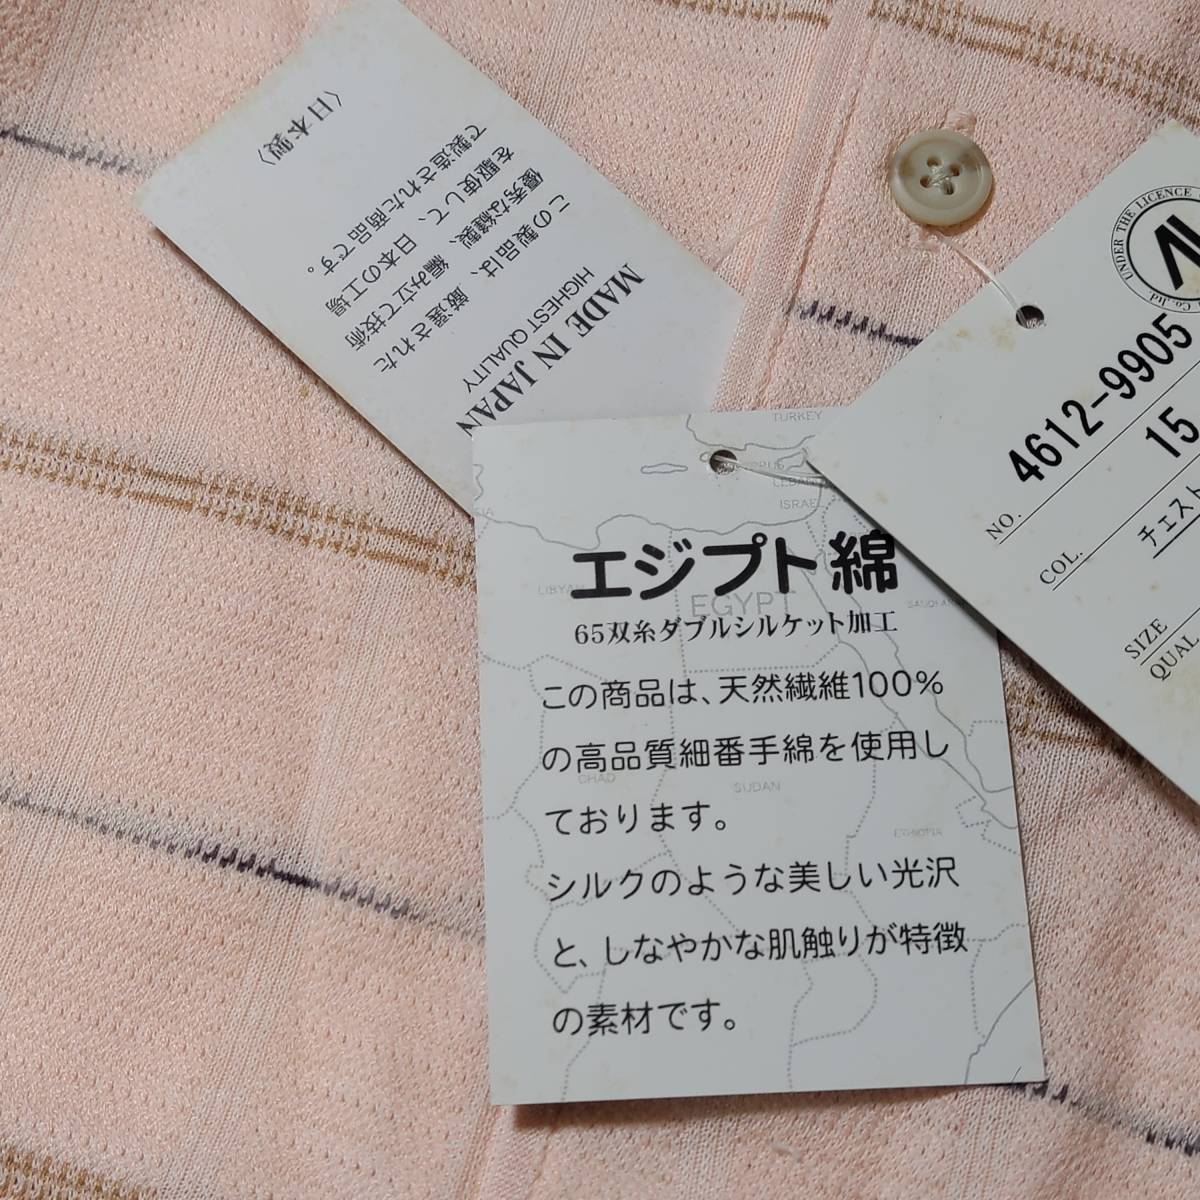 MADE IN JAPAN
HIGHEST QUALITY
この製品は、厳選された
優秀な縫製、編み立て技術
を駆使して、日本の工場
で製造された商品です。
〈日本製〉
UNDER THE LICENCE
Co.,ltd
NO. 4612-9905
COL. 15
チェスト
SIZE
QUAL
TURKEY
ISRAEL
LIBYA
EGYPT
CHAD
SUDAN
ETHIOPIA
エジプト綿
65双糸ダブルシルケット加工
この商品は、天然繊維100%
の高品質細番手綿を使用し
ております。
シルクのような美しい光沢
と、しなやかな肌触りが特徴
の素材です。